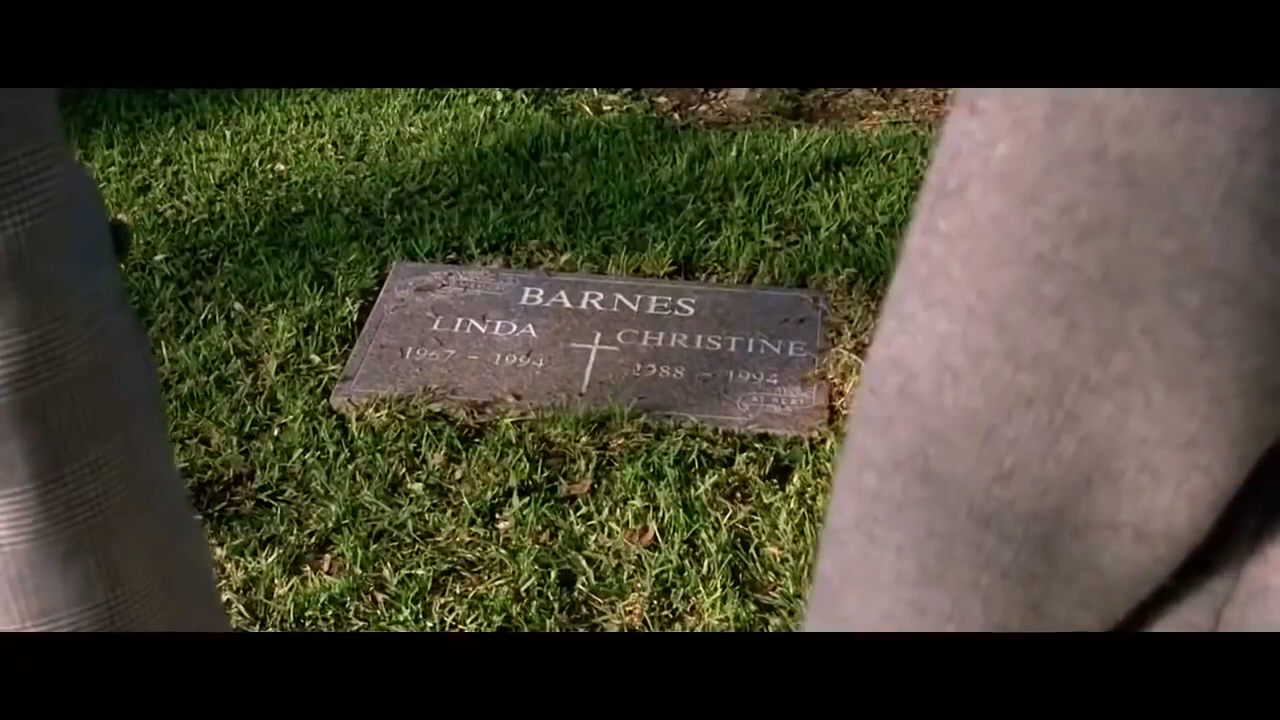 BARNES
LINDA
1967 - 1994
CHRISTINE
1988 - 1994